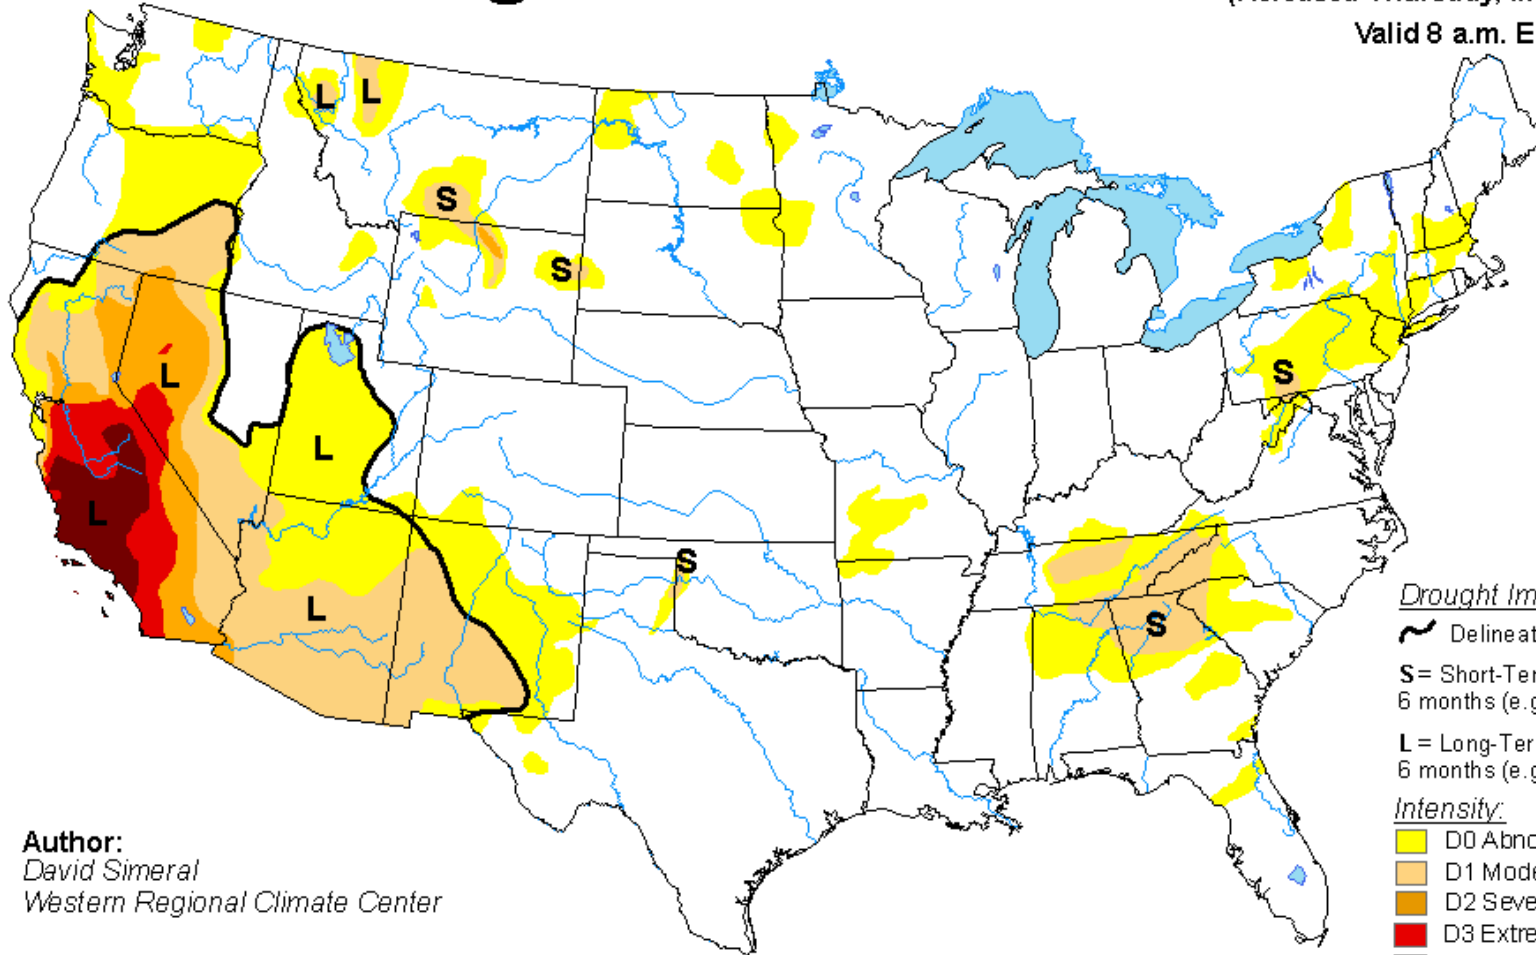 Valid 8 a.m. E
L
L
S
S
L
S
L
L
S
L
S
Drought Im
Delineat
S = Short-Ter
6 months (e.g
L = Long-Ter
6 months (e.g
Intensity:
D0 Abno
D1 Mode
D2 Seve
D3 Extre
Author:
David Simeral
Western Regional Climate Center